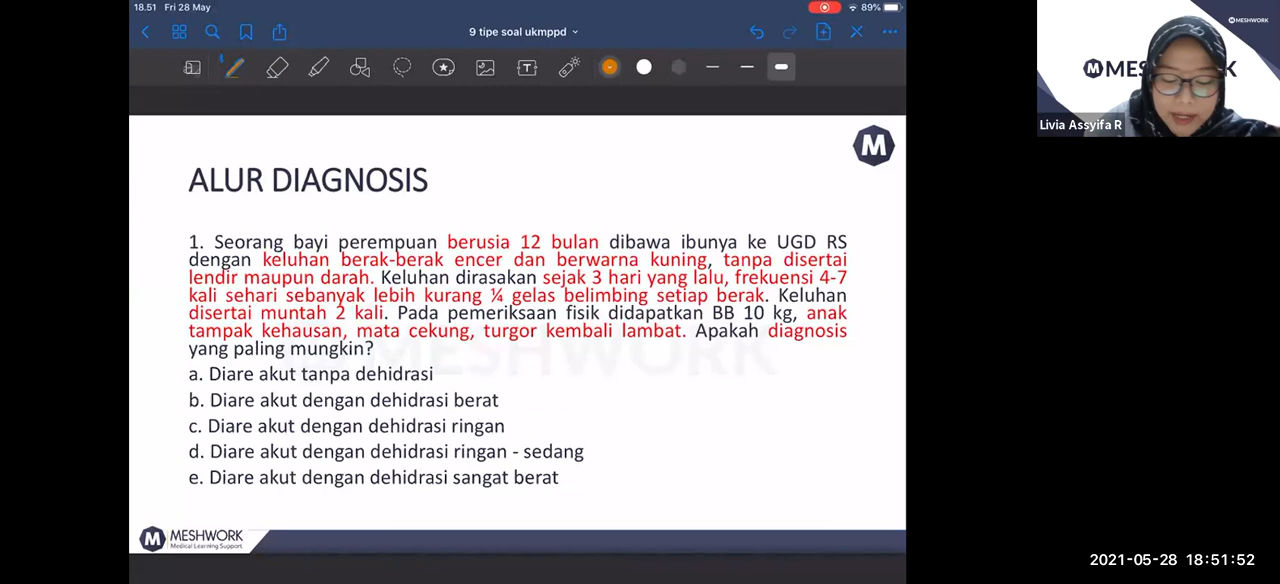 18.51 Fri 28 May
89%
9 tipe soal ukmppd
MESHWORK
MES K
Livia Assyifa R
M
ALUR DIAGNOSIS
1. Seorang bayi perempuan berusia 12 bulan dibawa ibunya ke UGD RS
dengan keluhan berak-berak encer dan berwarna kuning, tanpa disertai
lendir maupun darah. Keluhan dirasakan sejak 3 hari yang lalu, frekuensi 4-7
kali sehari sebanyak lebih kurang ¼ gelas belimbing setiap berak. Keluhan
disertai muntah 2 kali. Pada pemeriksaan fisik didapatkan BB 10 kg, anak
tampak kehausan, mata cekung, turgor kembali lambat. Apakah diagnosis
yang paling mungkin?
MESHWORK
a. Diare akut tanpa dehidrasi
b. Diare akut dengan dehidrasi berat
c. Diare akut dengan dehidrasi ringan
d. Diare akut dengan dehidrasi ringan - sedang
e. Diare akut dengan dehidrasi sangat berat
M MESHWORK
Medical Learning Support
2021-05-28 18:51:52